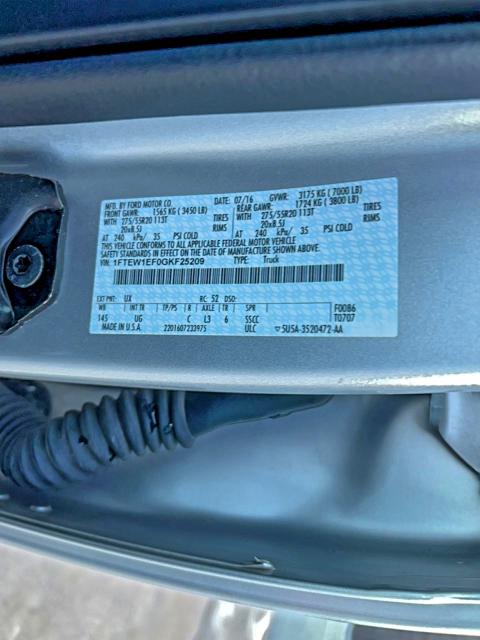 MFD. BY FORD MOTOR CO. 07/16 GVWR: 3175 KG ( 7000 LB)
FRONT GAWR: 1565 KG ( 3450 LB) REAR GAWR: 1724 KG ( 3800 LB)
WITH 275/55R20 113T TIRES WITH 275/55R20 113T TIRES
20x8.5J RIMS 20x8.5J RIMS
AT 240 kPa/ 35 PSI COLD AT 240 kPa/ 35 PSI COLD
THIS VEHICLE CONFORMS TO ALL APPLICABLE FEDERAL MOTOR VEHICLE
SAFETY STANDARDS IN EFFECT ON THE DATE OF MANUFACTURE SHOWN ABOVE.
VIN: 1FTEW1EF0GKF25209 TYPE: Truck
EXT PNT: UX RC: 52 DSO:
WB INT TR TP/PS R AXLE TR SPR F0086
145 UG C L3 6 SSCC T0707
MADE IN U.S.A. 2201607233975 ULC 5U5A-3520472-AA